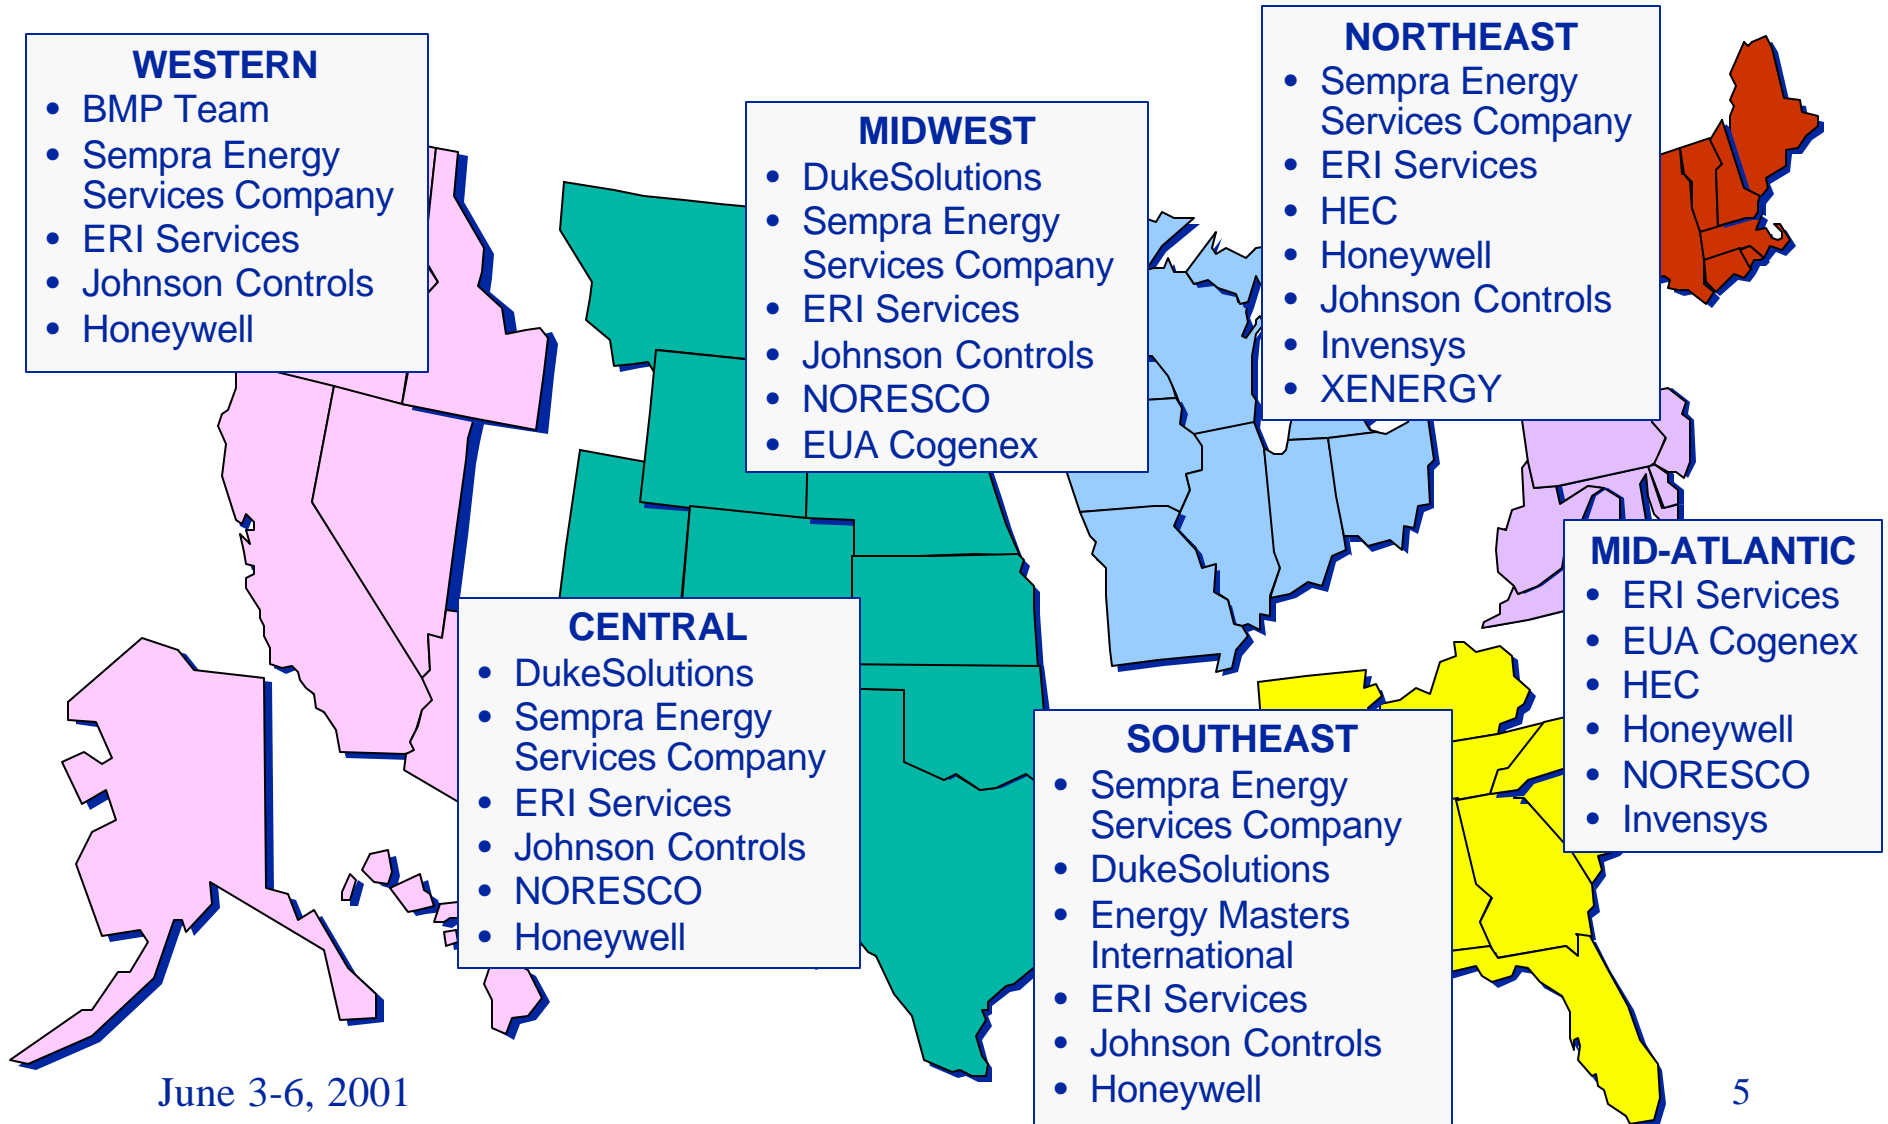 WESTERN
• BMP Team
• Sempra Energy
Services Company
• ERI Services
• Johnson Controls
• Honeywell
MIDWEST
• DukeSolutions
• Sempra Energy
Services Company
• ERI Services
• Johnson Controls
• NORESCO
• EUA Cogenex
NORTHEAST
• Sempra Energy
Services Company
• ERI Services
• HEC
• Honeywell
• Johnson Controls
• Invensys
• XENERGY
CENTRAL
• DukeSolutions
• Sempra Energy
Services Company
• ERI Services
• Johnson Controls
• NORESCO
• Honeywell
SOUTHEAST
• Sempra Energy
Services Company
• DukeSolutions
• Energy Masters
International
• ERI Services
• Johnson Controls
• Honeywell
MID-ATLANTIC
• ERI Services
• EUA Cogenex
• HEC
• Honeywell
• NORESCO
• Invensys
June 3-6, 2001
5